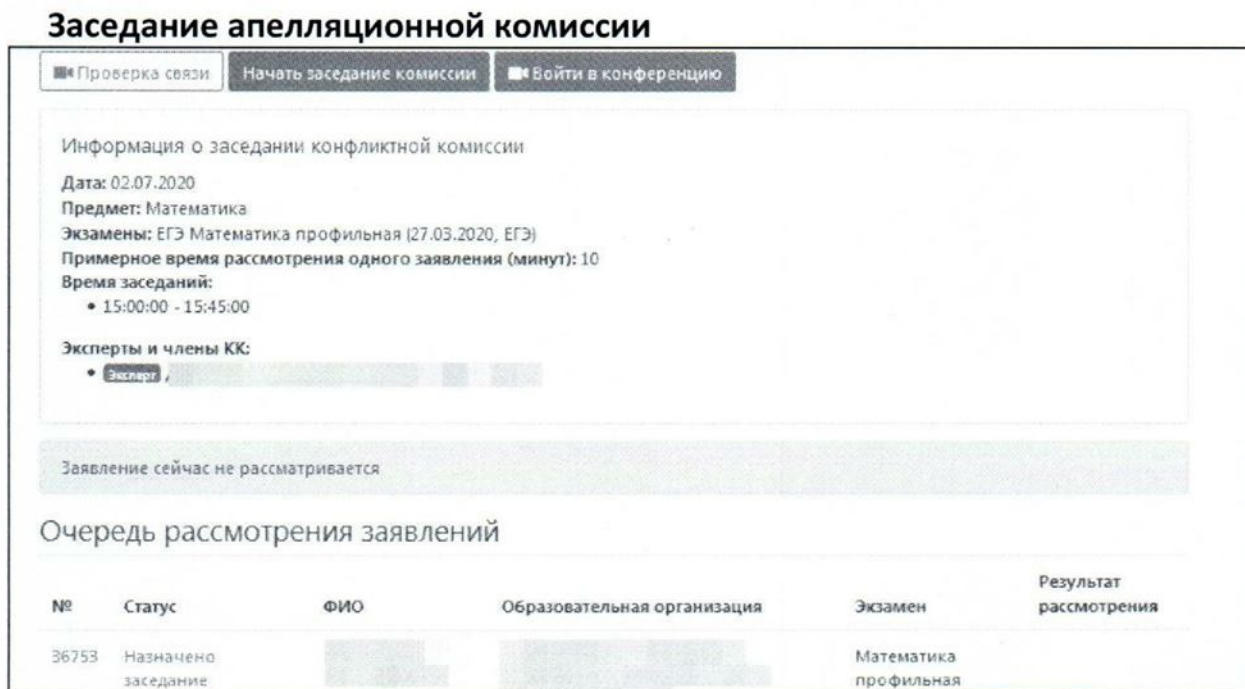 Заседание апелляционной комиссии
Проверка связи Начать заседание комиссии Войти в конференцию
Информация о заседании конфликтной комиссии
Дата: 02.07.2020
Предмет: Математика
Экзамены: ЕГЭ Математика профильная (27.03.2020, ЕГЭ)
Примерное время рассмотрения одного заявления (минут): 10
Время заседаний:
• 15:00:00 - 15:45:00
Эксперты и члены КК:
• Эксперт ,
Заявление сейчас не рассматривается
Очередь рассмотрения заявлений
№ Статус ФИО Образовательная организация Экзамен Результат рассмотрения
36753 Назначено заседание Математика профильная